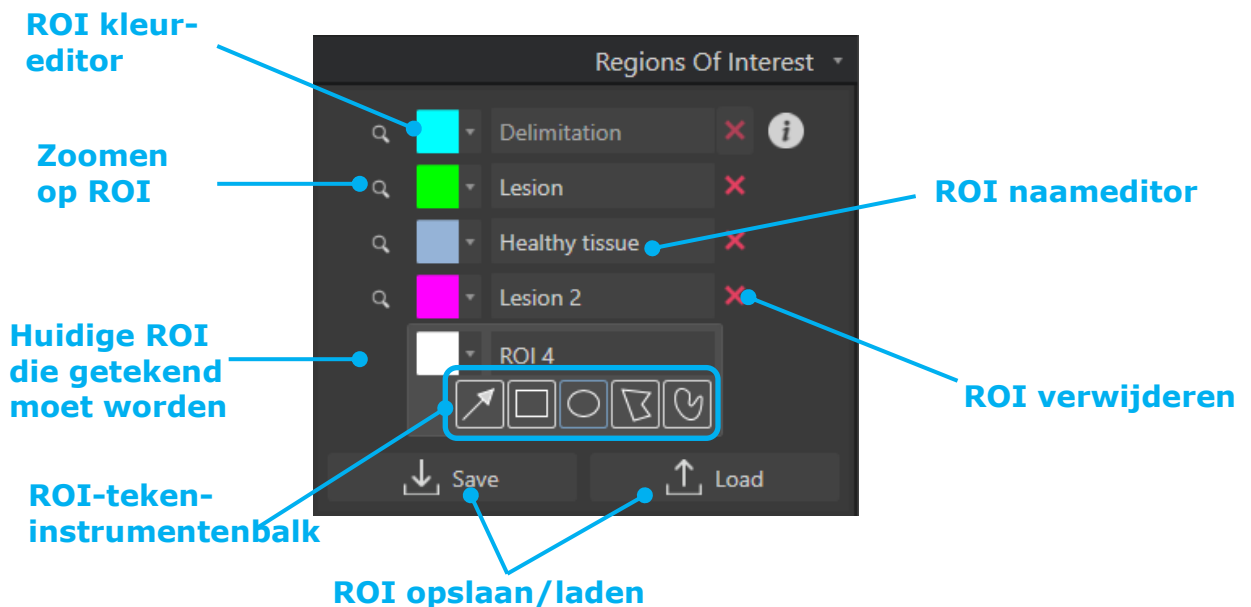 ROI kleur-
editor
Regions Of Interest
Delimitation
i
Zoomen
op ROI
Lesion
ROI naameditor
Healthy tissue
Lesion 2
Huidige ROI
die getekend
moet worden
ROI 4
ROI verwijderen
Save
Load
ROI-teken-
instrumentenbalk
ROI opslaan/laden